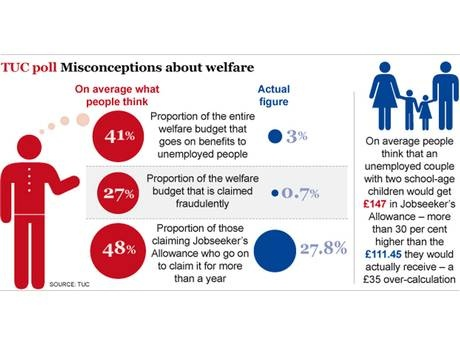 TUC poll Misconceptions about welfare
On average what
people think
Actual
figure
41%
Proportion of the entire
welfare budget that
goes on benefits to
unemployed people
3%
27%
Proportion of the welfare
budget that is claimed
fraudulently
0.7%
48%
Proportion of those
claiming Jobseeker's
Allowance who go on
to claim it for more
than a year
27.8%
SOURCE: TUC
On average people
think that an
unemployed couple
with two school-age
children would get
£147 in Jobseeker's
Allowance – more
than 30 per cent
higher than the
£111.45 they would
actually receive – a
£35 over-calculation